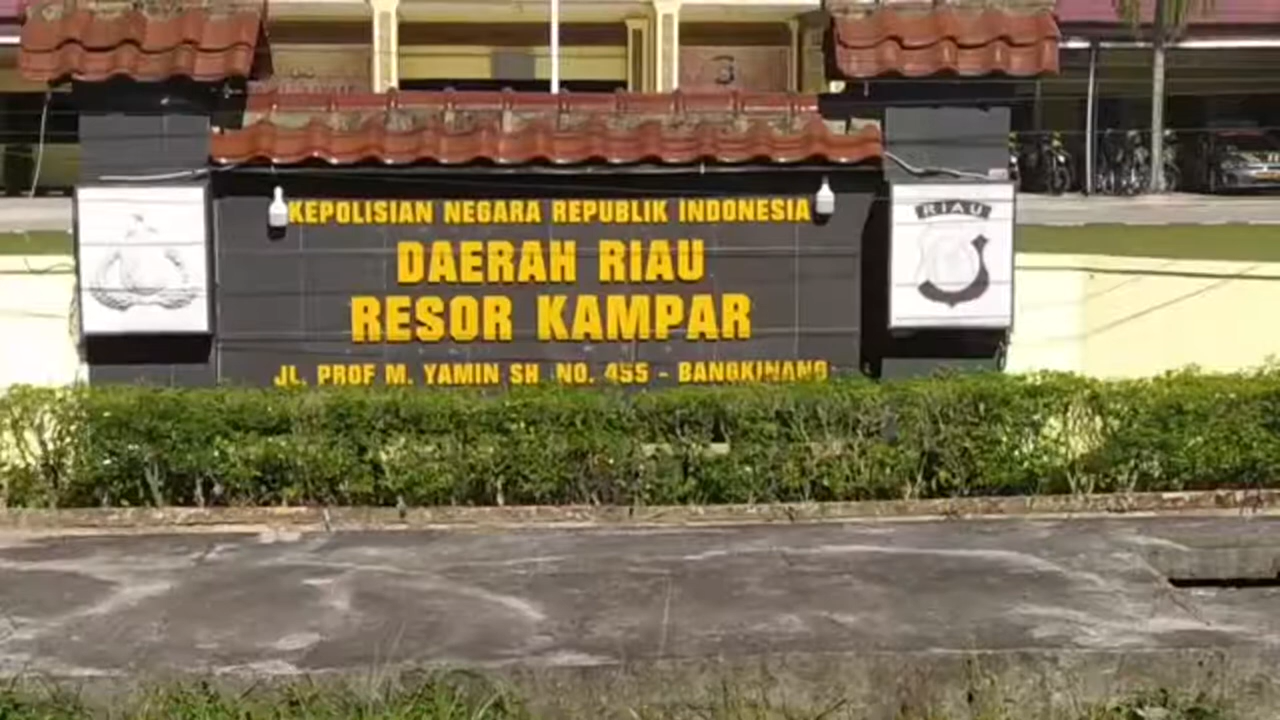 KEPOLISIAN NEGARA REPUBLIK INDONESIA
DAERAH RIAU
RESOR KAMPAR
JL. PROF M. YAMIN SH NO. 455 - BANGKINANG
RIAU